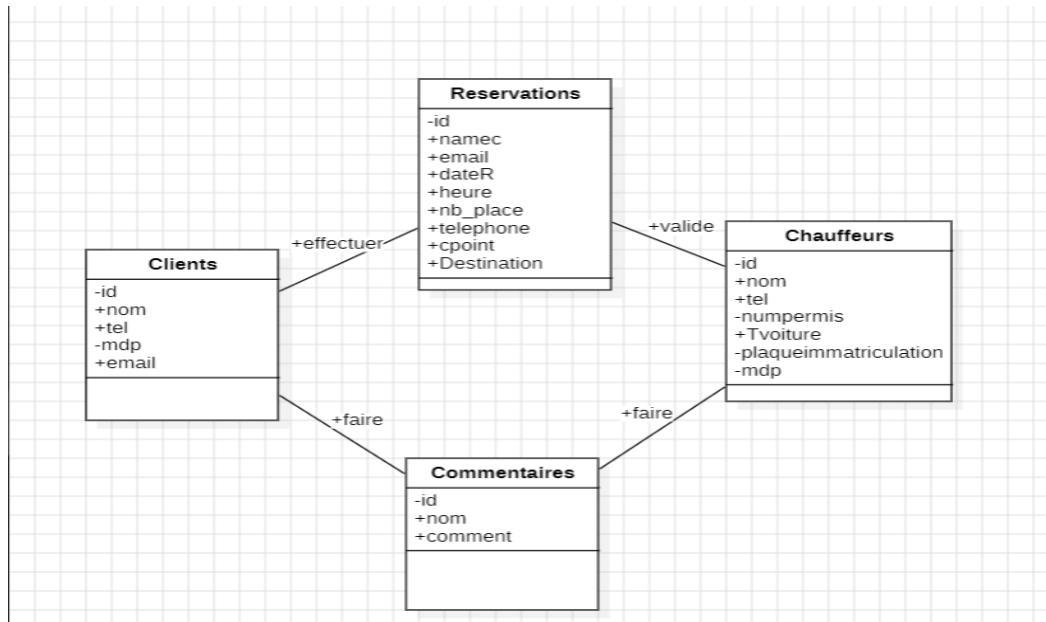 Reservations
-id
+namec
+email
+dateR
+heure
+nb_place
+telephone
+cpoint
+Destination
+effectuer
+valide
Clients
-id
+nom
+tel
-mdp
+email
Chauffeurs
-id
+nom
+tel
-numpermis
+Tvoiture
-plaqueimmatriculation
-mdp
+faire
+faire
Commentaires
-id
+nom
+comment